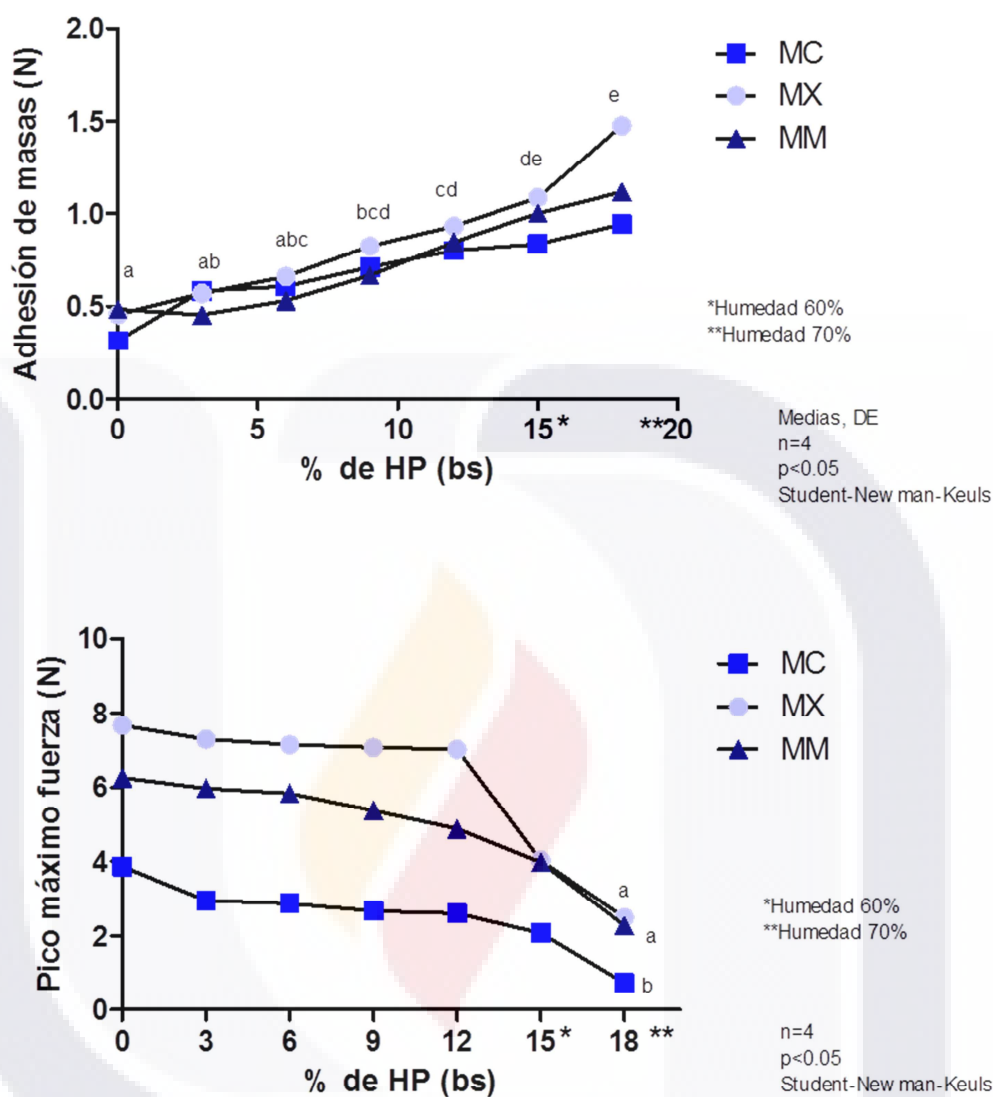 Adhesión de masas (N)
2.0
1.5
1.0
0.5
0.0
a
ab
abc
bcd
cd
de
e
0 5 10 15* **20
% de HP (bs)
MC
MX
MM
*Humedad 60%
**Humedad 70%
Medias, DE
n=4
p<0.05
Student-New man-Keuls
Pico máximo fuerza (N)
10
8
6
4
2
0
a
a
b
0 3 6 9 12 15* 18 **
% de HP (bs)
MC
MX
MM
*Humedad 60%
**Humedad 70%
n=4
p<0.05
Student-New man-Keuls